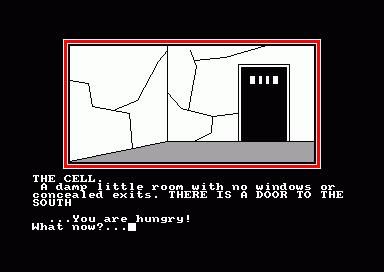 THE CELL.
A damp little room with no windows or
concealed exits. THERE IS A DOOR TO THE
SOUTH
...You are hungry!
What now?...